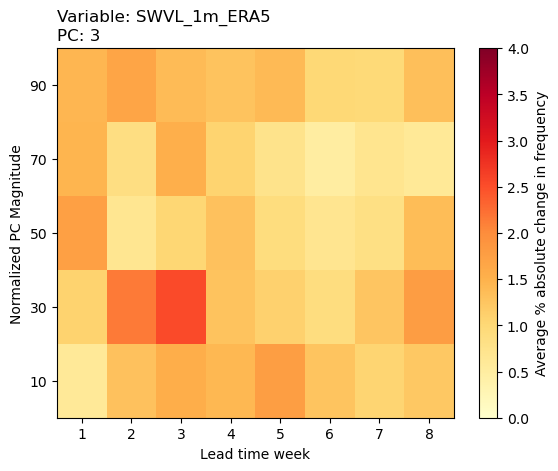 Variable: SWVL_1m_ERA5
PC: 3
90
70
50
30
10
Normalized PC Magnitude
1 2 3 4 5 6 7 8
Lead time week
4.0
3.5
3.0
2.5
2.0
1.5
1.0
0.5
0.0
Average % absolute change in frequency